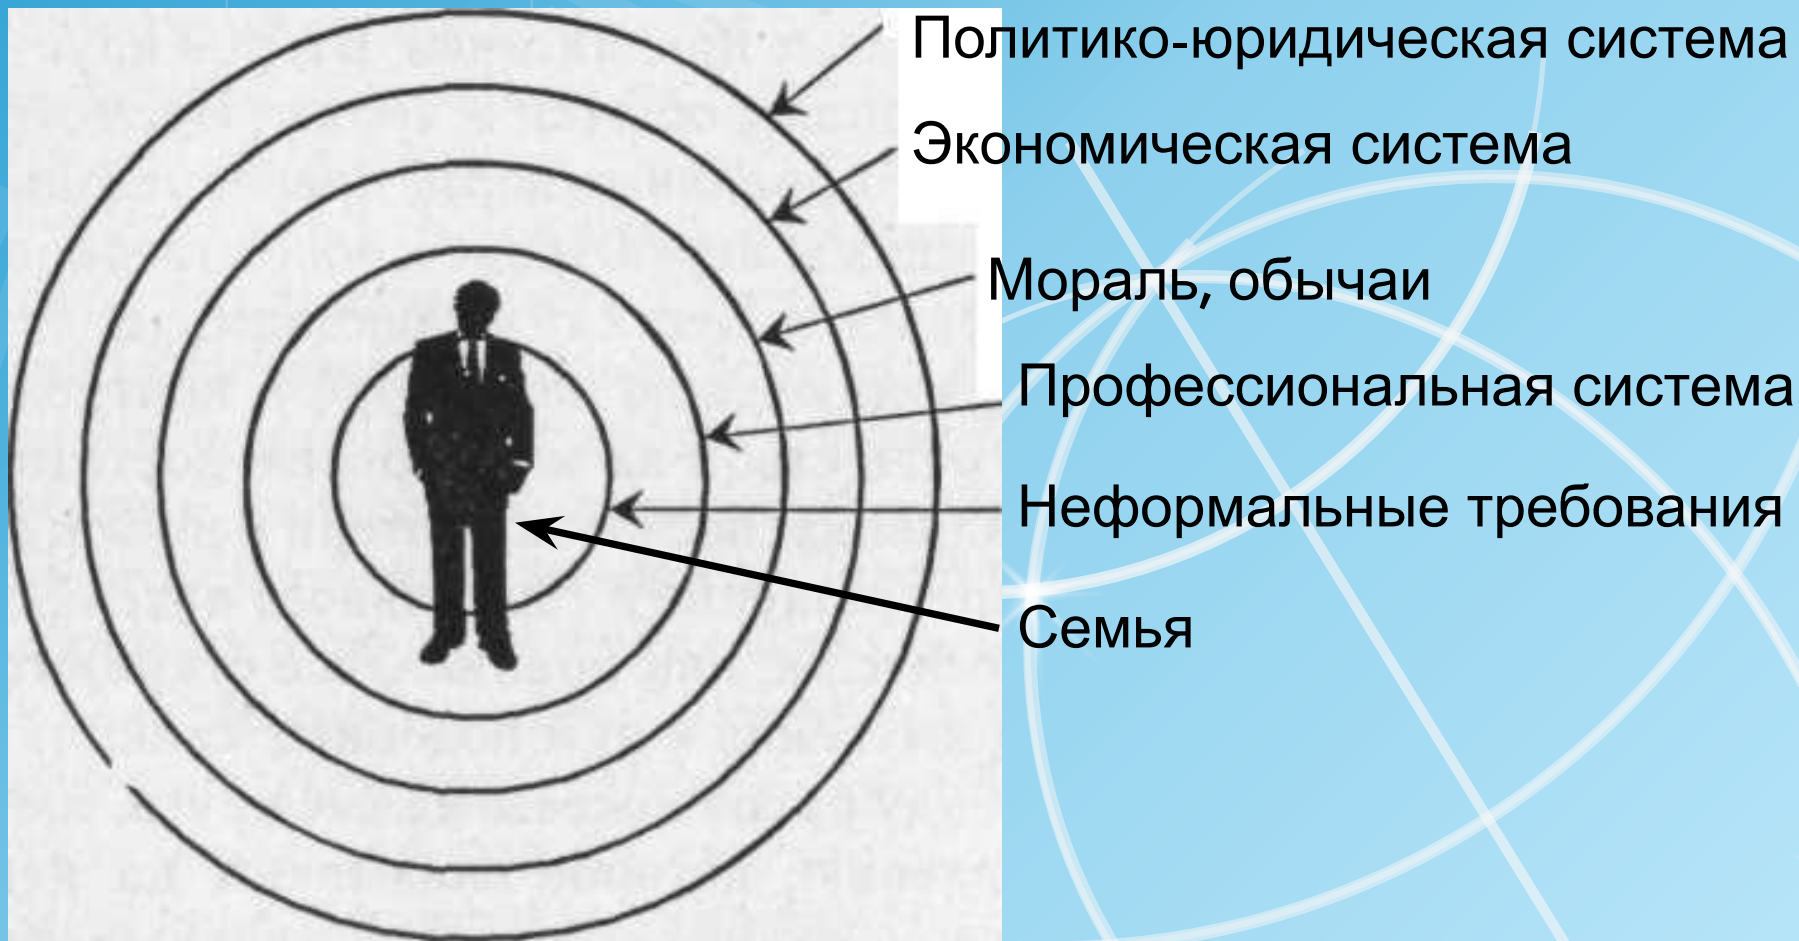 Политико-юридическая система
Экономическая система
Мораль, обычаи
Профессиональная система
Неформальные требования
Семья